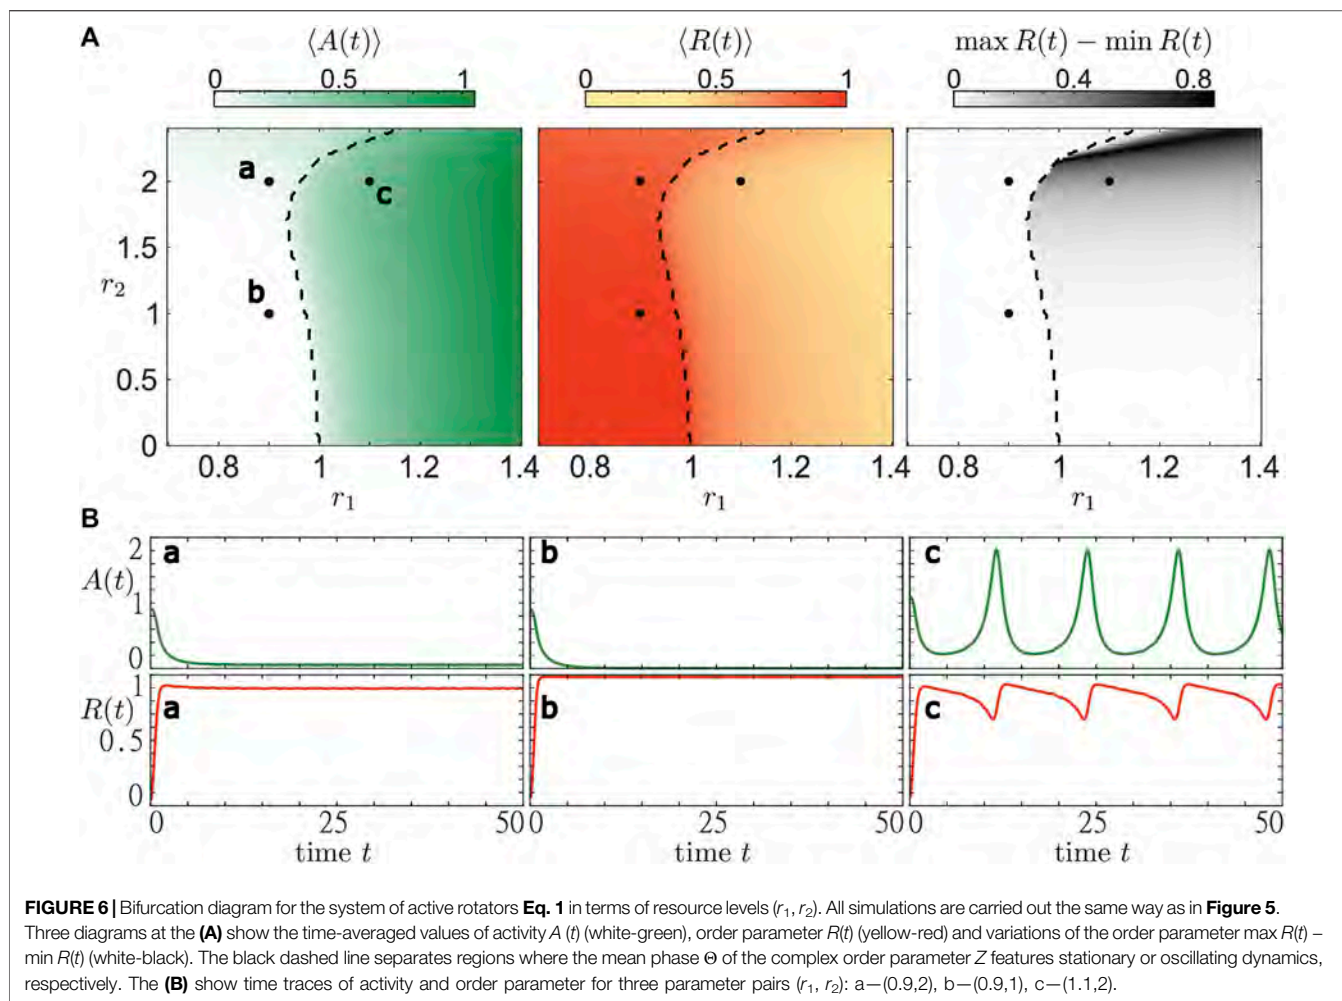 A
⟨A(t)⟩ ⟨R(t)⟩ max R(t) − min R(t)
0 0.5 1 0 0.5 1 0 0.4 0.8
a
c
b
2
1.5
r₂
1
0.5
0
0.8 1 1.2 1.4 0.8 1 1.2 1.4 0.8 1 1.2 1.4
r₁ r₁ r₁
B
2 a b c
A(t)
1
0
1
R(t) a b c
0.5
0
0 25 50 0 25 50 0 25 50
time t time t time t
FIGURE 6 | Bifurcation diagram for the system of active rotators Eq. 1 in terms of resource levels (r₁, r₂). All simulations are carried out the same way as in Figure 5.
Three diagrams at the (A) show the time-averaged values of activity A (t) (white-green), order parameter R(t) (yellow-red) and variations of the order parameter max R(t) –
min R(t) (white-black). The black dashed line separates regions where the mean phase Θ of the complex order parameter Z features stationary or oscillating dynamics,
respectively. The (B) show time traces of activity and order parameter for three parameter pairs (r₁, r₂): a—(0.9,2), b—(0.9,1), c—(1.1,2).